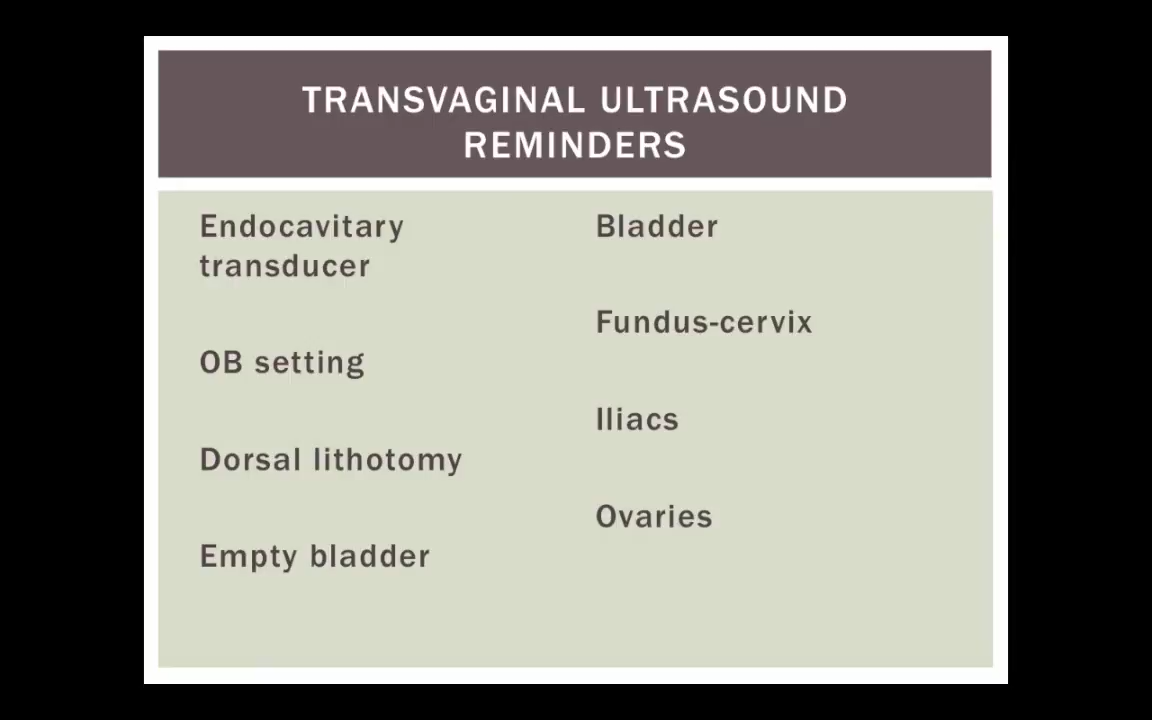 TRANSVAGINAL ULTRASOUND
REMINDERS
Endocavitary
transducer
OB setting
Dorsal lithotomy
Empty bladder
Bladder
Fundus-cervix
Iliacs
Ovaries